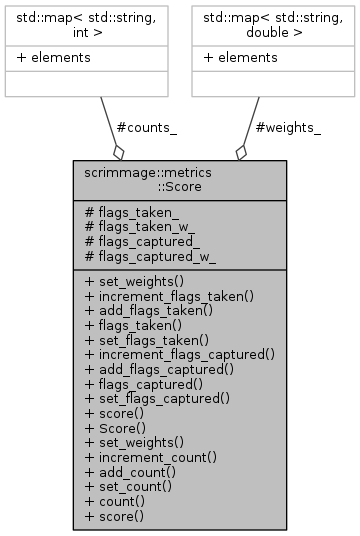 std::map< std::string,
int >
+ elements
std::map< std::string,
double >
+ elements
#counts_
#weights_
scrimmage::metrics
::Score
# flags_taken_
# flags_taken_w_
# flags_captured_
# flags_captured_w_
+ set_weights()
+ increment_flags_taken()
+ add_flags_taken()
+ flags_taken()
+ set_flags_taken()
+ increment_flags_captured()
+ add_flags_captured()
+ flags_captured()
+ set_flags_captured()
+ score()
+ Score()
+ set_weights()
+ increment_count()
+ add_count()
+ set_count()
+ count()
+ score()